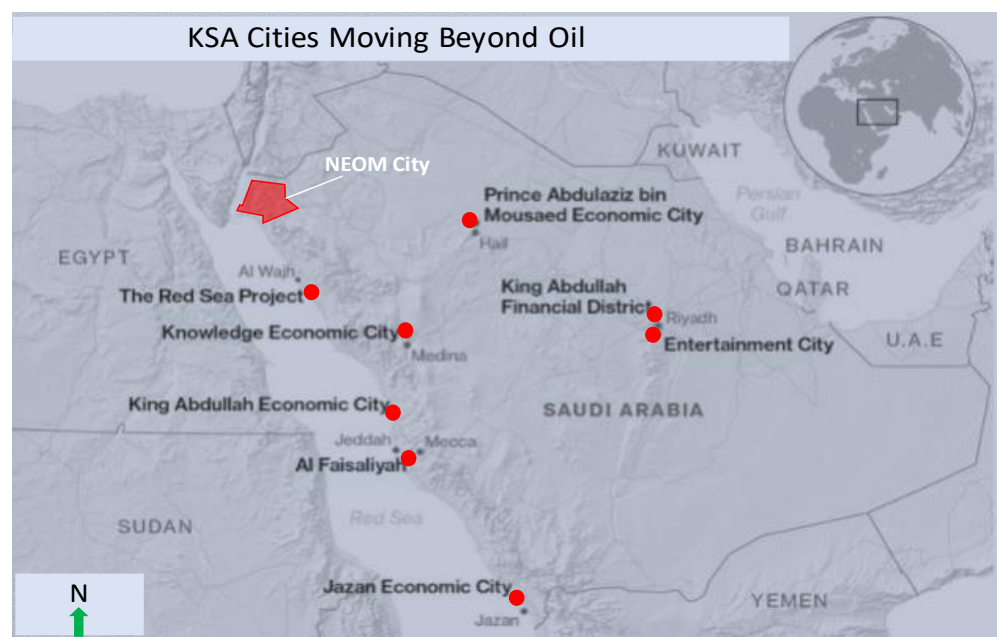 KSA Cities Moving Beyond Oil
NEOM City
KUWAIT
Prince Abdulaziz bin
Mousaed Economic City
Persian
Gulf
Hail
BAHRAIN
EGYPT
Al Wajh
The Red Sea Project
King Abdullah
Financial District
QATAR
Riyadh
Knowledge Economic City
Entertainment City
U.A.E
Medina
King Abdullah Economic City
SAUDI ARABIA
Jeddah
Mecca
Al Faisaliyah
Red Sea
SUDAN
Jazan Economic City
Jazan
YEMEN
N